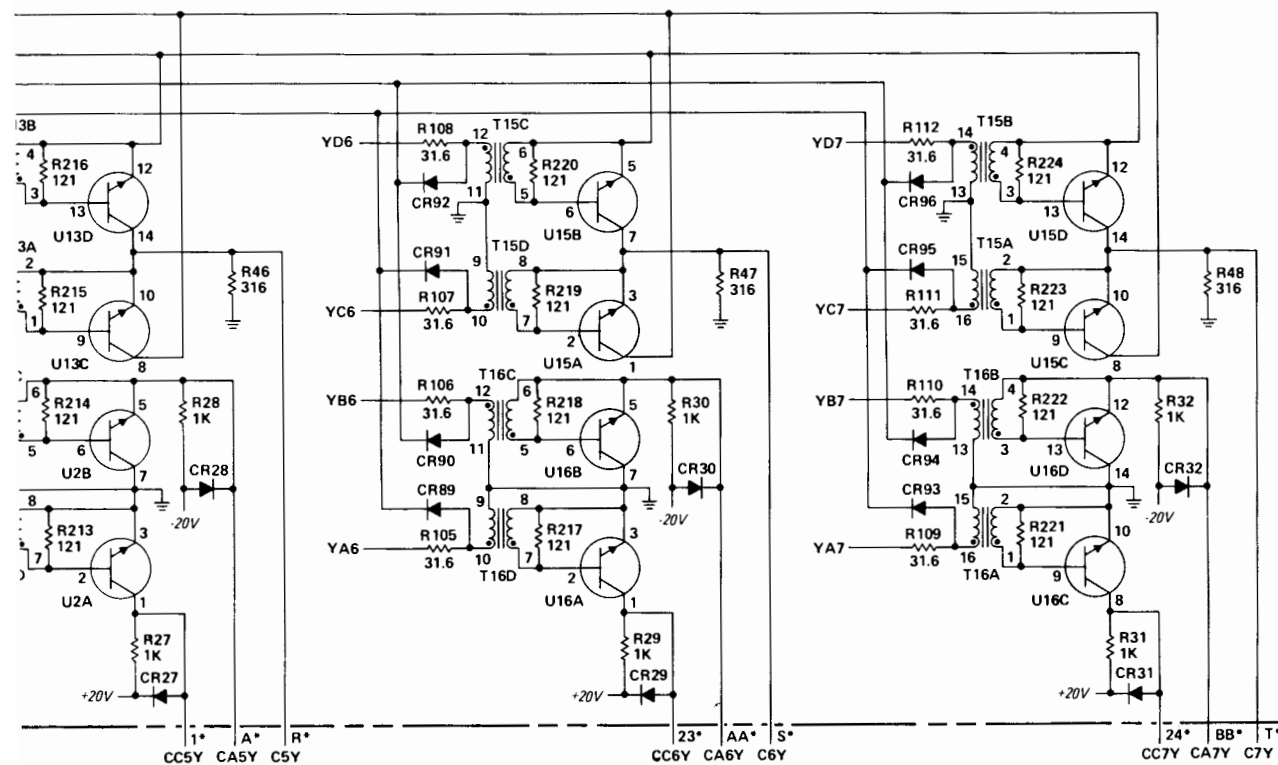 13B
4
R216
121
12
3
13
U13D
14
3A
2
R215
121
10
1
9
U13C
8
R46
316
6
R214
121
5
5
6
U2B
7
R28
1K
CR28
-20V
8
R213
121
7
3
2
U2A
1
R27
1K
CR27
+20V
1*
A*
R*
CC5Y
CA5Y
C5Y
YD6
R108
31.6
12
T15C
6
R220
121
5
CR92
11
5
6
U15B
7
CR91
9
T15D
8
R219
121
3
YC6
R107
31.6
10
7
2
U15A
1
R47
316
YB6
R106
31.6
12
T16C
6
R218
121
5
CR90
11
5
6
U16B
7
R30
1K
CR30
-20V
CR89
9
8
R217
121
3
YA6
R105
31.6
10
T16D
7
2
U16A
1
R29
1K
CR29
+20V
23*
AA*
S*
CC6Y
CA6Y
C6Y
YD7
R112
31.6
14
T15B
4
R224
121
12
CR96
13
3
13
U15D
14
CR95
15
T15A
2
R223
121
10
YC7
R111
31.6
16
1
9
U15C
8
R48
316
YB7
R110
31.6
14
T16B
4
R222
121
12
CR94
13
3
13
U16D
14
R32
1K
CR32
-20V
CR93
15
2
R221
121
10
YA7
R109
31.6
16
T16A
1
9
U16C
8
R31
1K
CR31
+20V
24*
BB*
T*
CC7Y
CA7Y
C7Y